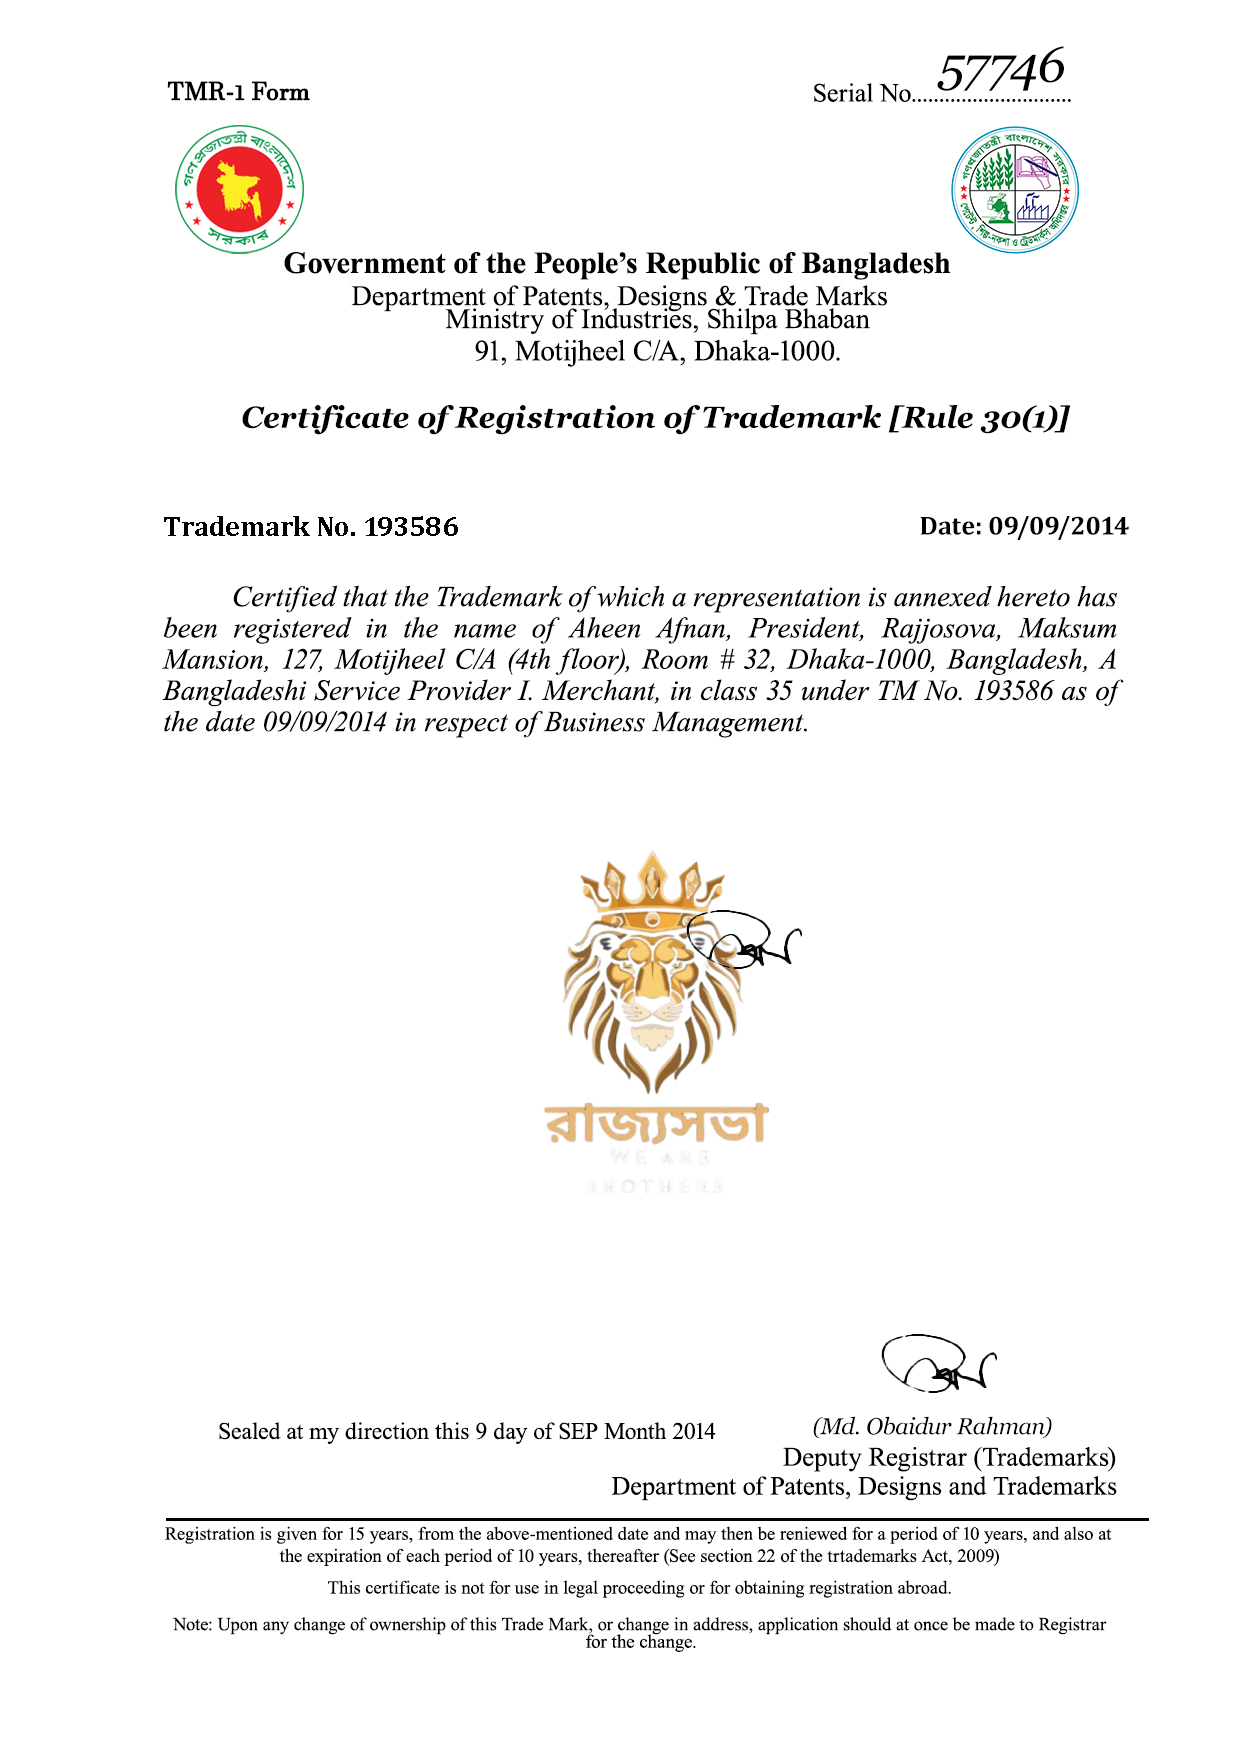 TMR-1 Form
Serial No.............................. 57746
গণপ্রজাতন্ত্রী বাংলাদেশ
সরকার
গণপ্রজাতন্ত্রী বাংলাদেশ সরকার
পেটেন্ট, শিল্প-নকশা ও ট্রেডমার্কস অধিদপ্তর
Government of the People’s Republic of Bangladesh
Department of Patents, Designs & Trade Marks
Ministry of Industries, Shilpa Bhaban
91, Motijheel C/A, Dhaka-1000.
Certificate of Registration of Trademark [Rule 30(1)]
Trademark No. 193586
Date: 09/09/2014
Certified that the Trademark of which a representation is annexed hereto has
been registered in the name of Aheen Afnan, President, Rajjosova, Maksum
Mansion, 127, Motijheel C/A (4th floor), Room # 32, Dhaka-1000, Bangladesh, A
Bangladeshi Service Provider I. Merchant, in class 35 under TM No. 193586 as of
the date 09/09/2014 in respect of Business Management.
রাজ্যসভা
WE ARE
BROTHERS
Sealed at my direction this 9 day of SEP Month 2014
(Md. Obaidur Rahman)
Deputy Registrar (Trademarks)
Department of Patents, Designs and Trademarks
Registration is given for 15 years, from the above-mentioned date and may then be reniewed for a period of 10 years, and also at
the expiration of each period of 10 years, thereafter (See section 22 of the trtademarks Act, 2009)
This certificate is not for use in legal proceeding or for obtaining registration abroad.
Note: Upon any change of ownership of this Trade Mark, or change in address, application should at once be made to Registrar
for the change.